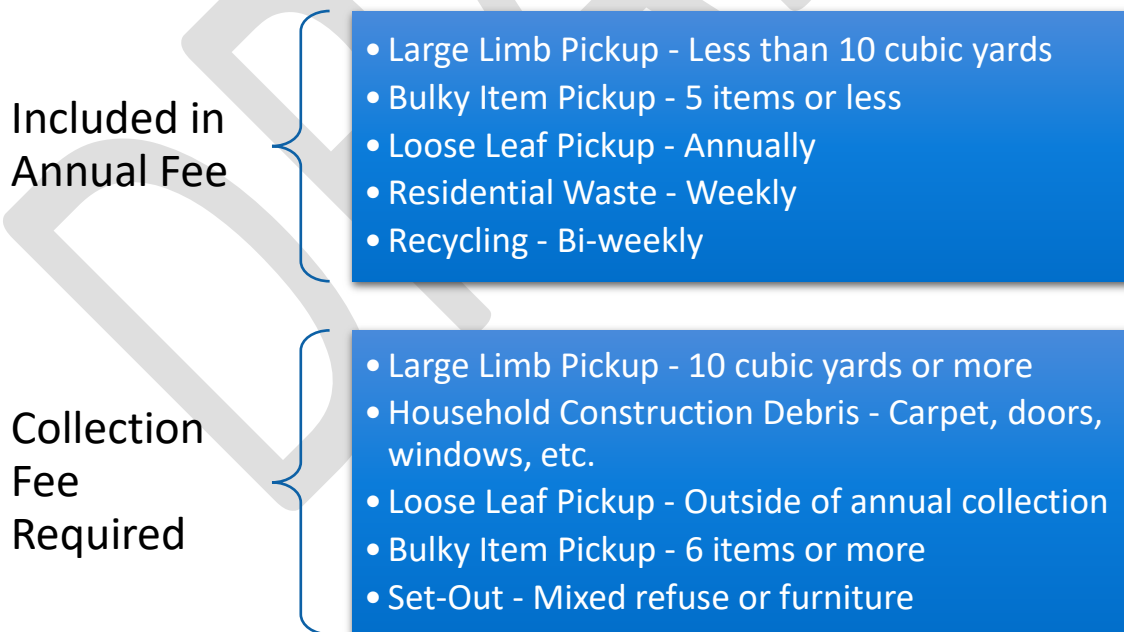 Included in
Annual Fee
• Large Limb Pickup - Less than 10 cubic yards
• Bulky Item Pickup - 5 items or less
• Loose Leaf Pickup - Annually
• Residential Waste - Weekly
• Recycling - Bi-weekly
Collection
Fee
Required
• Large Limb Pickup - 10 cubic yards or more
• Household Construction Debris - Carpet, doors,
windows, etc.
• Loose Leaf Pickup - Outside of annual collection
• Bulky Item Pickup - 6 items or more
• Set-Out - Mixed refuse or furniture